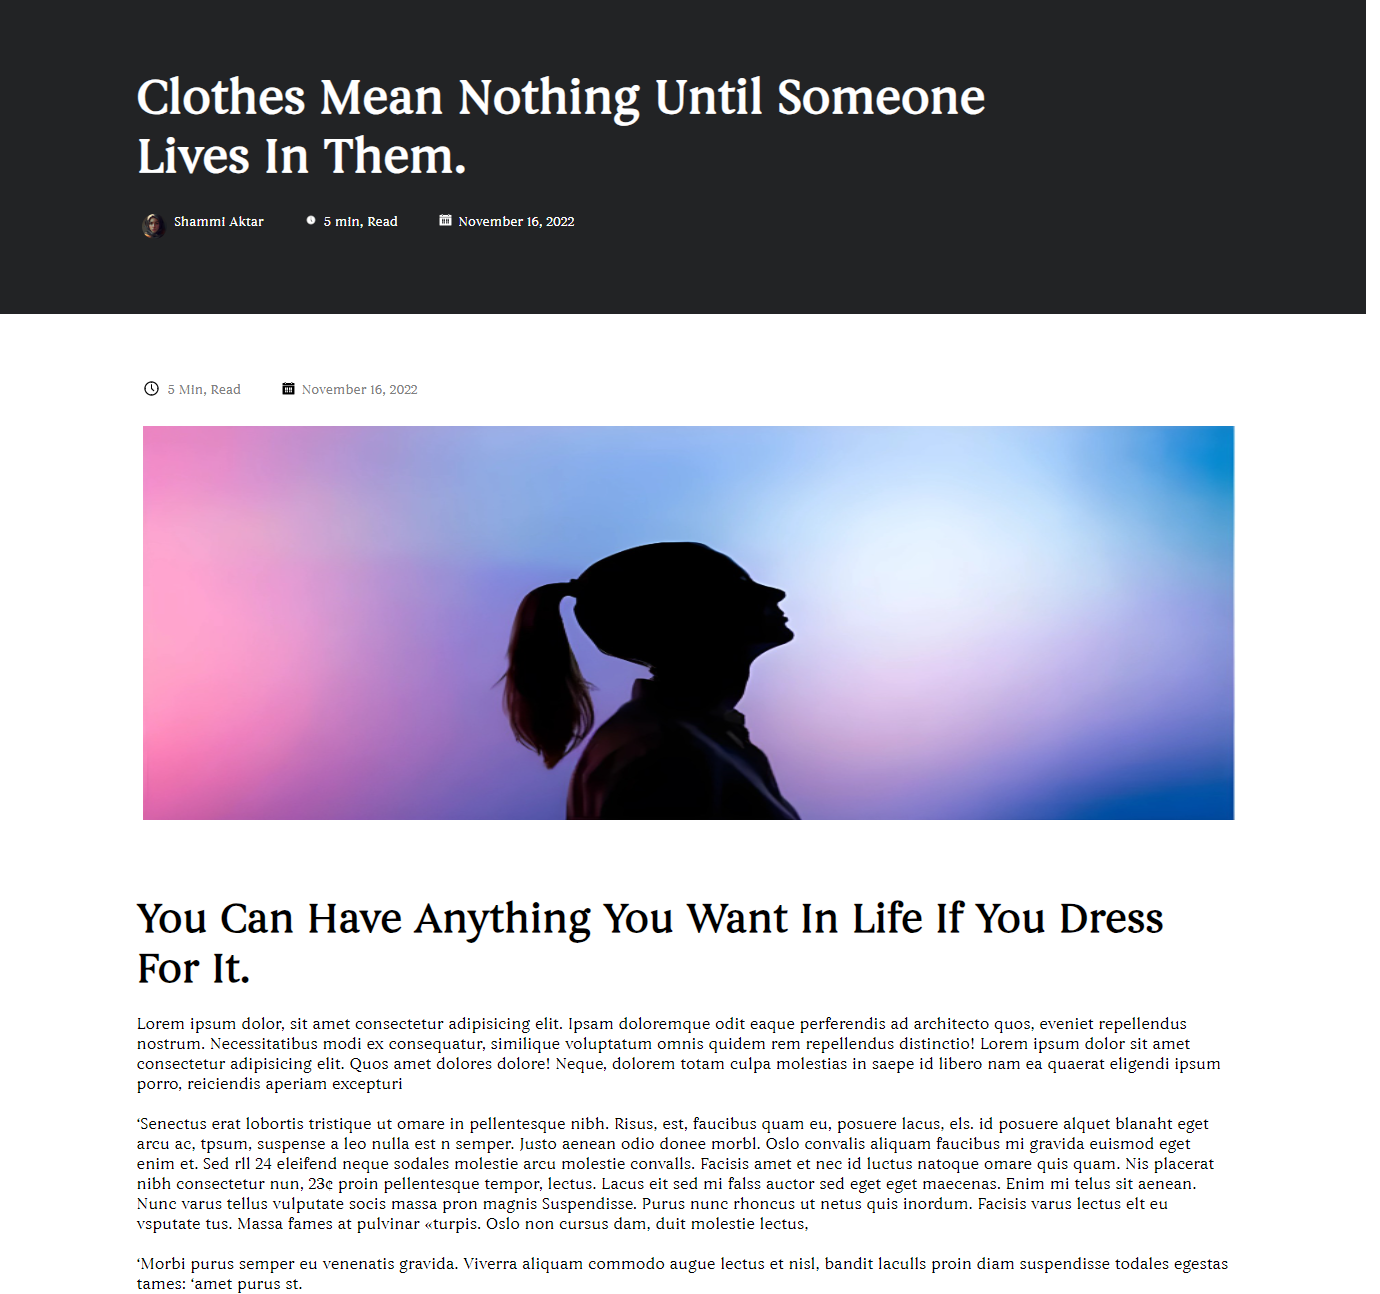 Clothes Mean Nothing Until Someone
Lives In Them.
Shammi Aktar 5 min, Read November 16, 2022
5 Min, Read November 16, 2022
You Can Have Anything You Want In Life If You Dress
For It.
Lorem ipsum dolor, sit amet consectetur adipisicing elit. Ipsam doloremque odit eaque perferendis ad architecto quos, eveniet repellendus
nostrum. Necessitatibus modi ex consequatur, similique voluptatum omnis quidem rem repellendus distinctio! Lorem ipsum dolor sit amet
consectetur adipisicing elit. Quos amet dolores dolore! Neque, dolorem totam culpa molestias in saepe id libero nam ea quaerat eligendi ipsum
porro, reiciendis aperiam excepturi
‘Senectus erat lobortis tristique ut omare in pellentesque nibh. Risus, est, faucibus quam eu, posuere lacus, els. id posuere alquet blanaht eget
arcu ac, tpsum, suspense a leo nulla est n semper. Justo aenean odio donee morbl. Oslo convalis aliquam faucibus mi gravida euismod eget
enim et. Sed rll 24 eleifend neque sodales molestie arcu molestie convalls. Facisis amet et nec id luctus natoque omare quis quam. Nis placerat
nibh consectetur nun, 23c proin pellentesque tempor, lectus. Lacus eit sed mi falss auctor sed eget eget maecenas. Enim mi telus sit aenean.
Nunc varus tellus vulputate socis massa pron magnis Suspendisse. Purus nunc rhoncus ut netus quis inordum. Facisis varus lectus elt eu
vsputate tus. Massa fames at pulvinar «turpis. Oslo non cursus dam, duit molestie lectus,
‘Morbi purus semper eu venenatis gravida. Viverra aliquam commodo augue lectus et nisl, bandit laculls proin diam suspendisse todales egestas
tames: ‘amet purus st.